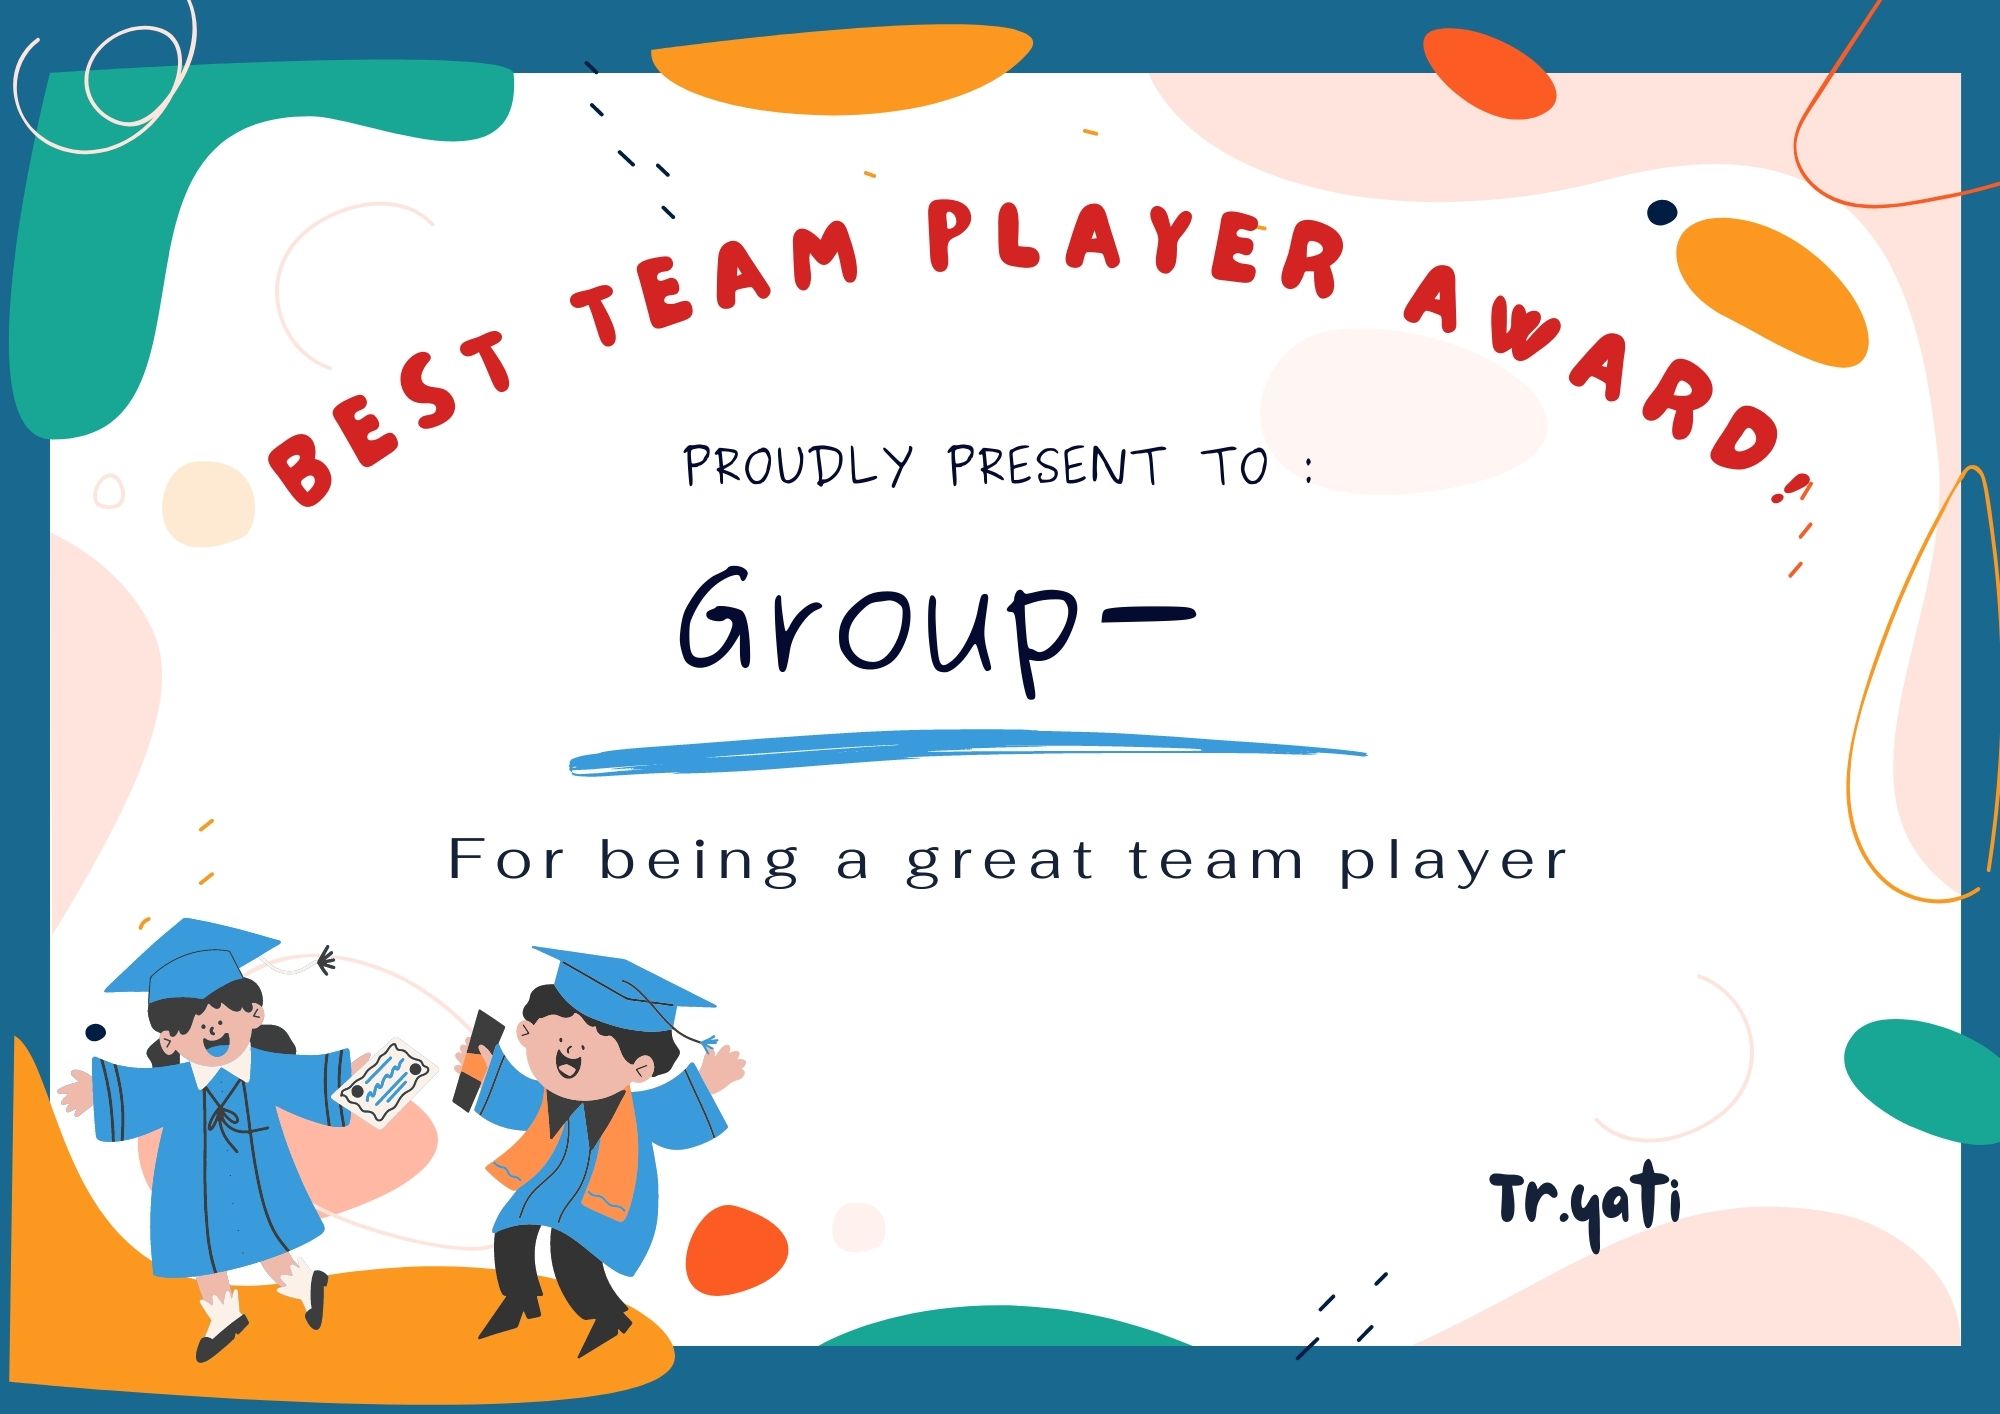 BEST TEAM PLAYER AWARD!
PROUDLY PRESENT TO :
Group-
For being a great team player
Tr.yati